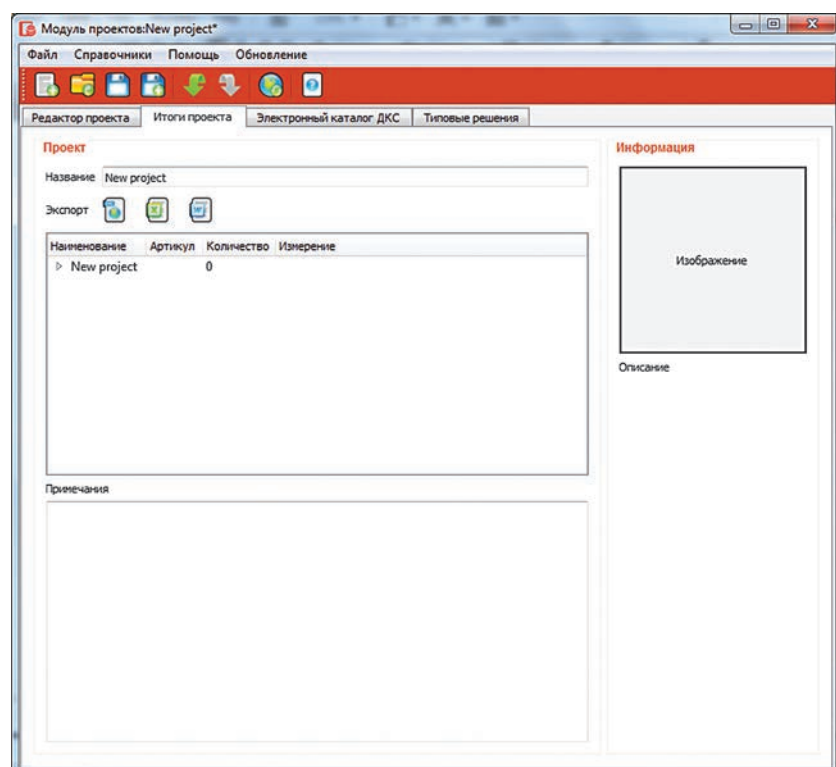 Модуль проектов:New project*
Файл Справочники Помощь Обновление
Редактор проекта Итоги проекта Электронный каталог ДКС Типовые решения
Проект
Информация
Название New project
Экспорт
Изображение
Наименование Артикул Количество Измерение
New project 0
Описание
Примечания